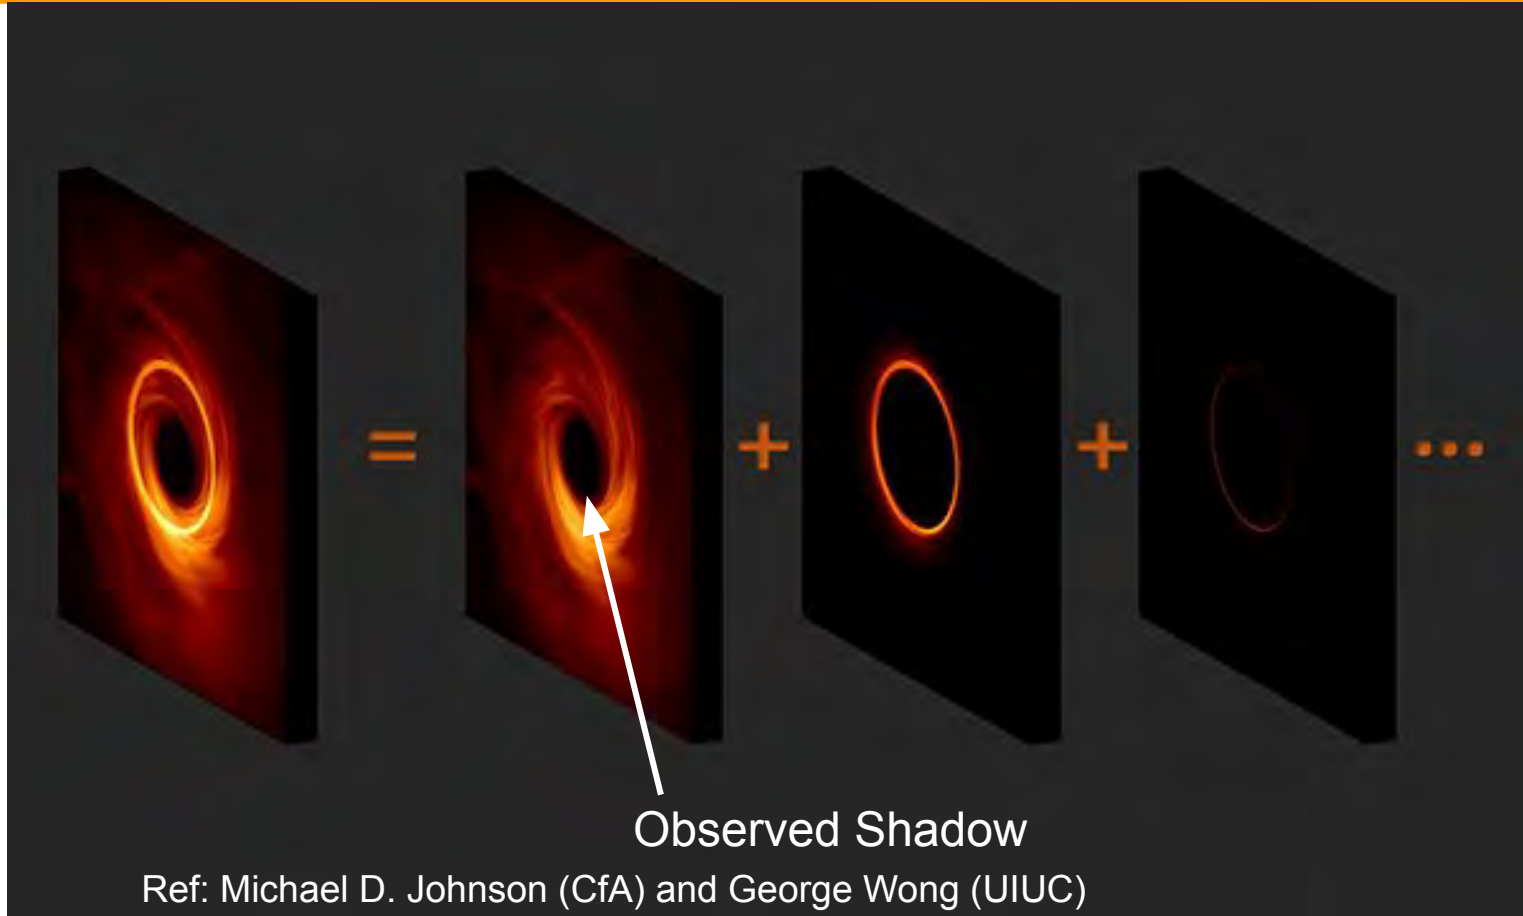 = + + ...
Observed Shadow
Ref: Michael D. Johnson (CfA) and George Wong (UIUC)